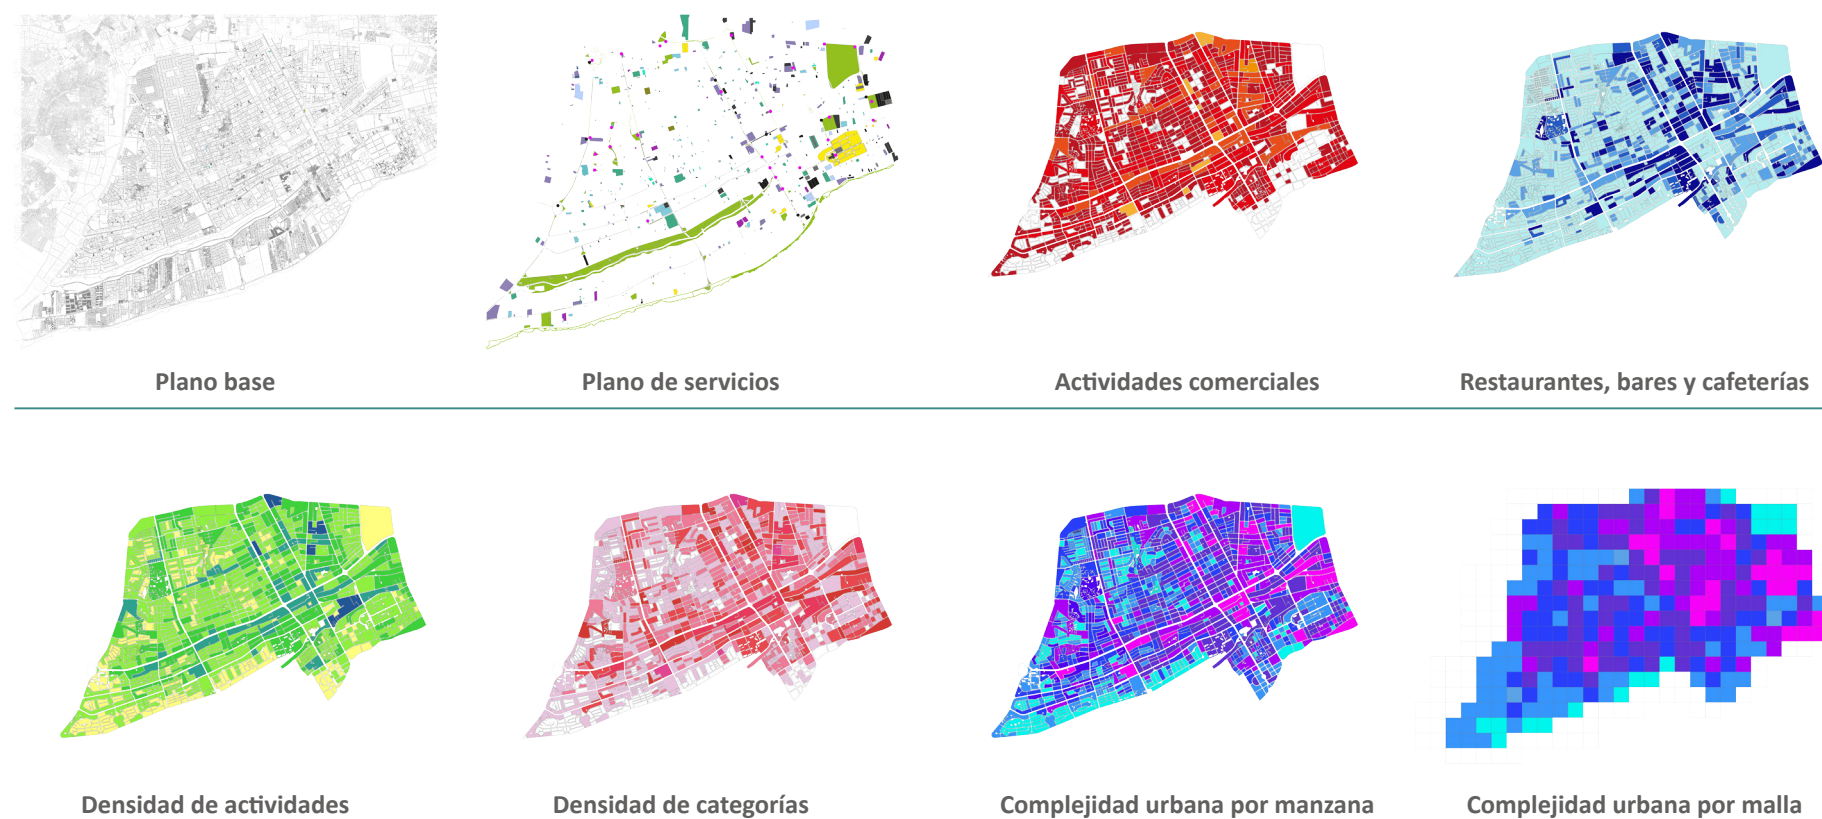 Plano base
Plano de servicios
Actividades comerciales
Restaurantes, bares y cafeterías
Densidad de actividades
Densidad de categorías
Complejidad urbana por manzana
Complejidad urbana por malla